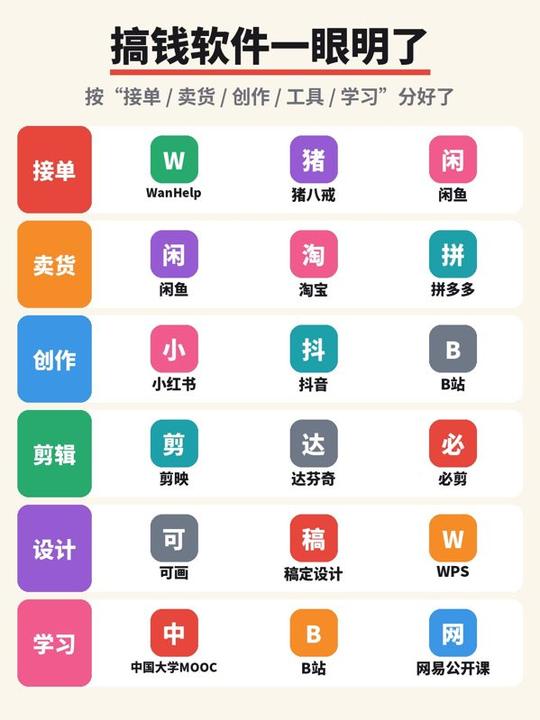 搞钱软件一眼明了
按“接单 / 卖货 / 创作 / 工具 / 学习”分好了
接单
W
猪
闲
WanHelp
猪八戒
闲鱼
卖货
闲
淘
拼
闲鱼
淘宝
拼多多
创作
小
抖
B
小红书
抖音
B站
剪辑
剪
达
必
剪映
达芬奇
必剪
设计
可
稿
W
可画
稿定设计
WPS
学习
中
B
网
中国大学MOOC
B站
网易公开课